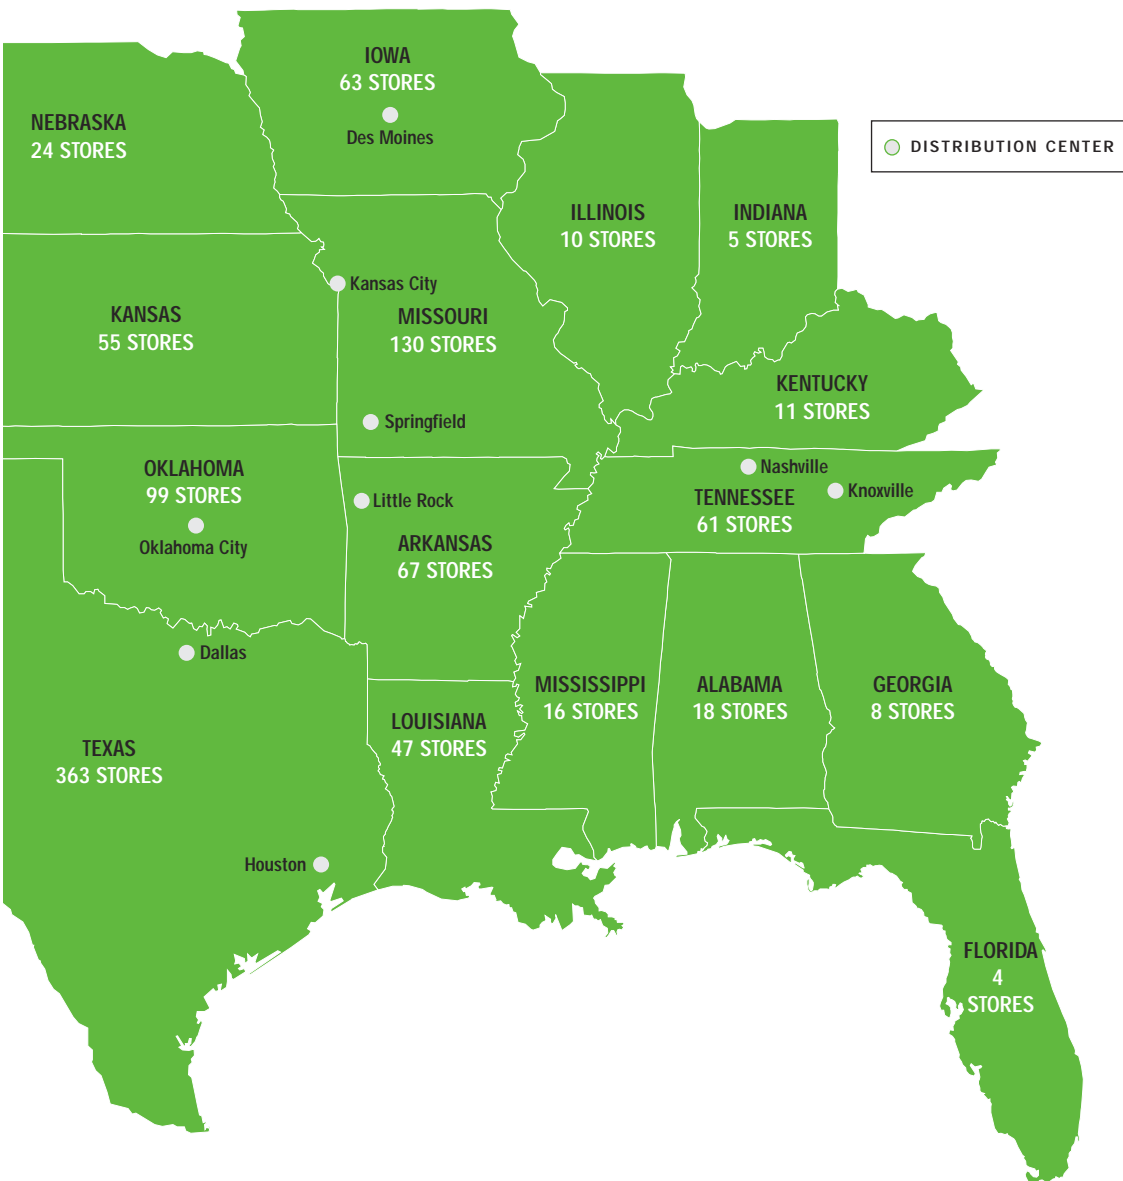 IOWA
63 STORES
Des Moines
NEBRASKA
24 STORES
DISTRIBUTION CENTER
ILLINOIS
10 STORES
INDIANA
5 STORES
Kansas City
KANSAS
55 STORES
MISSOURI
130 STORES
KENTUCKY
11 STORES
Springfield
OKLAHOMA
99 STORES
Oklahoma City
Little Rock
ARKANSAS
67 STORES
Nashville
Knoxville
TENNESSEE
61 STORES
Dallas
MISSISSIPPI
16 STORES
ALABAMA
18 STORES
GEORGIA
8 STORES
LOUISIANA
47 STORES
TEXAS
363 STORES
Houston
FLORIDA
4
STORES